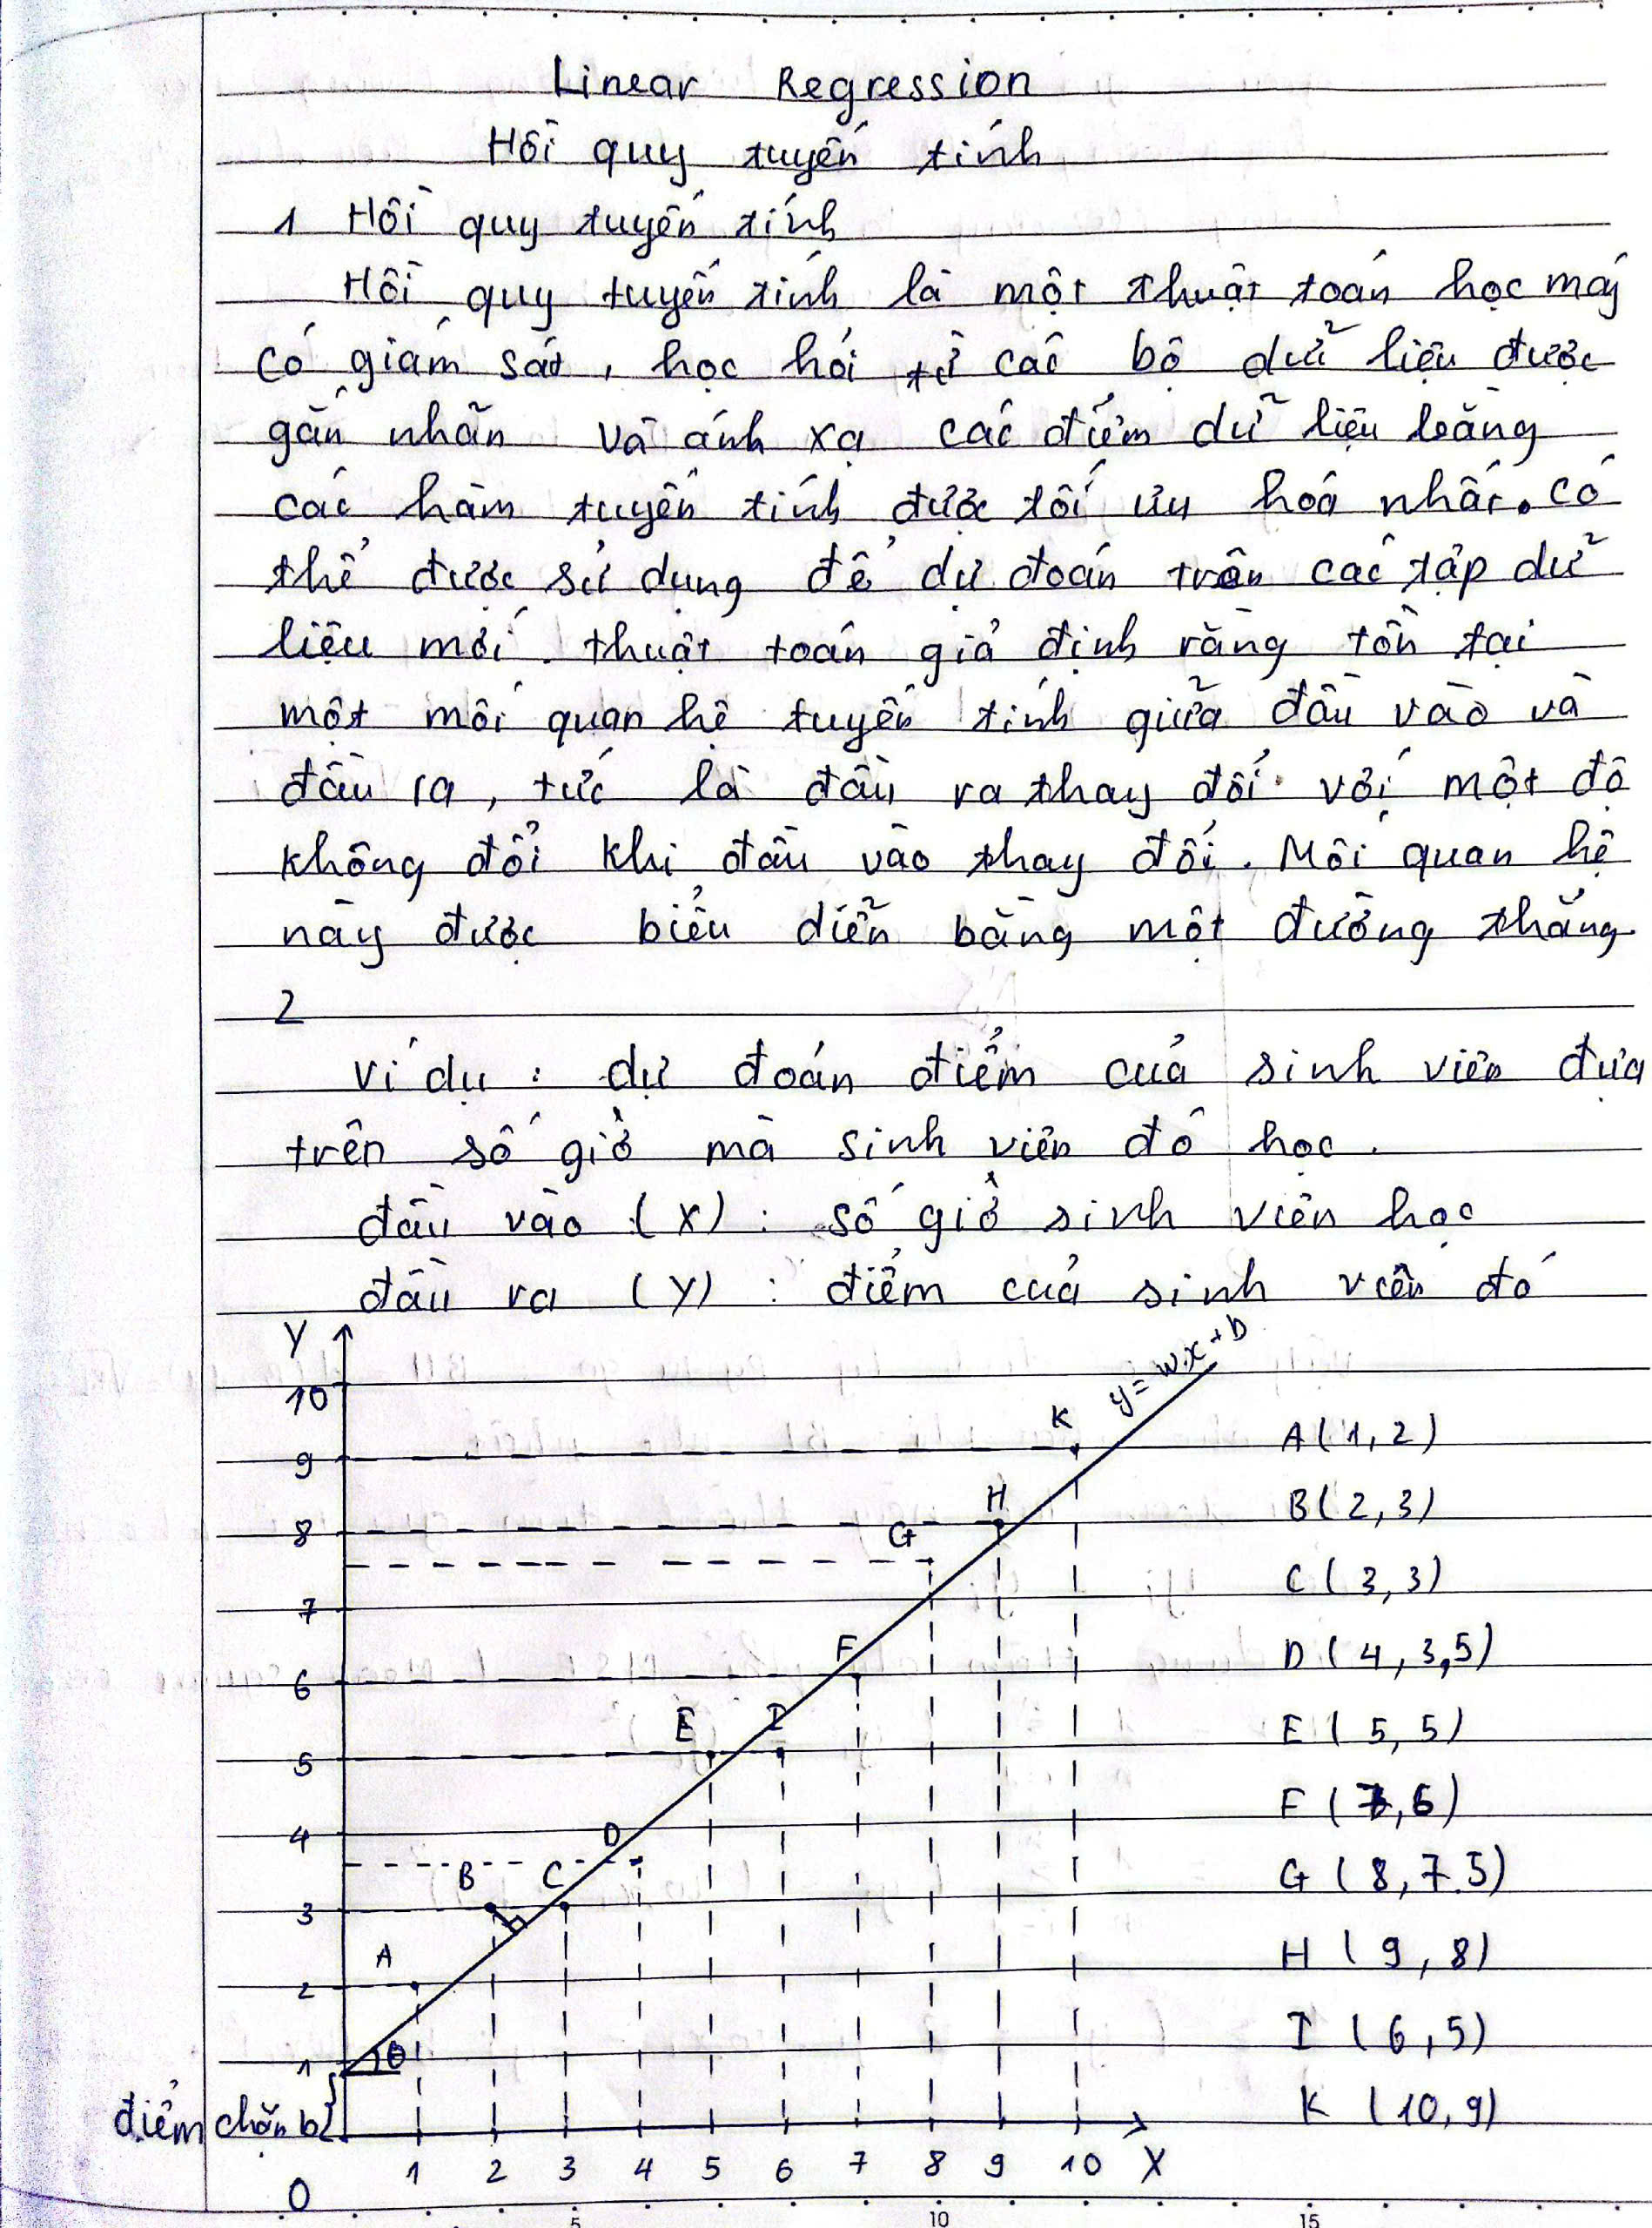 Linear Regression
Hồi quy tuyến tính
1 Hồi quy tuyến tính
Hồi quy tuyến tính là một thuật toán học máy
có giám sát, học hỏi từ các bộ dữ liệu được
gắn nhãn và ánh xạ các điểm dữ liệu bằng
các hàm tuyến tính được tối ưu hoá nhất. có
thể được sử dụng để dự đoán trên các tập dữ
liệu mới. thuật toán giả định rằng tồn tại
một mối quan hệ tuyến tính giữa đầu vào và
đầu ra, tức là đầu ra thay đổi với một độ
không đổi khi đầu vào thay đổi. Mối quan hệ
này được biểu diễn bằng một đường thẳng.
2
ví dụ : dự đoán điểm của sinh viên dựa
trên số giờ mà sinh viên đó học.
đầu vào (X) : số giờ sinh viên học
đầu ra (Y) : điểm của sinh viên đó
Y
y = w.x + b
10
K
A(1,2)
9
H
B(2,3)
8
G
C(3,3)
7
F
D(4,3,5)
6
E I
E(5,5)
5
F(7,6)
4
D
B C
G(8,7.5)
3
A
H(9,8)
2
I(6,5)
1
θ
điểm chặn b
K(10,9)
1 2 3 4 5 6 7 8 9 10 X
0
5 10 15